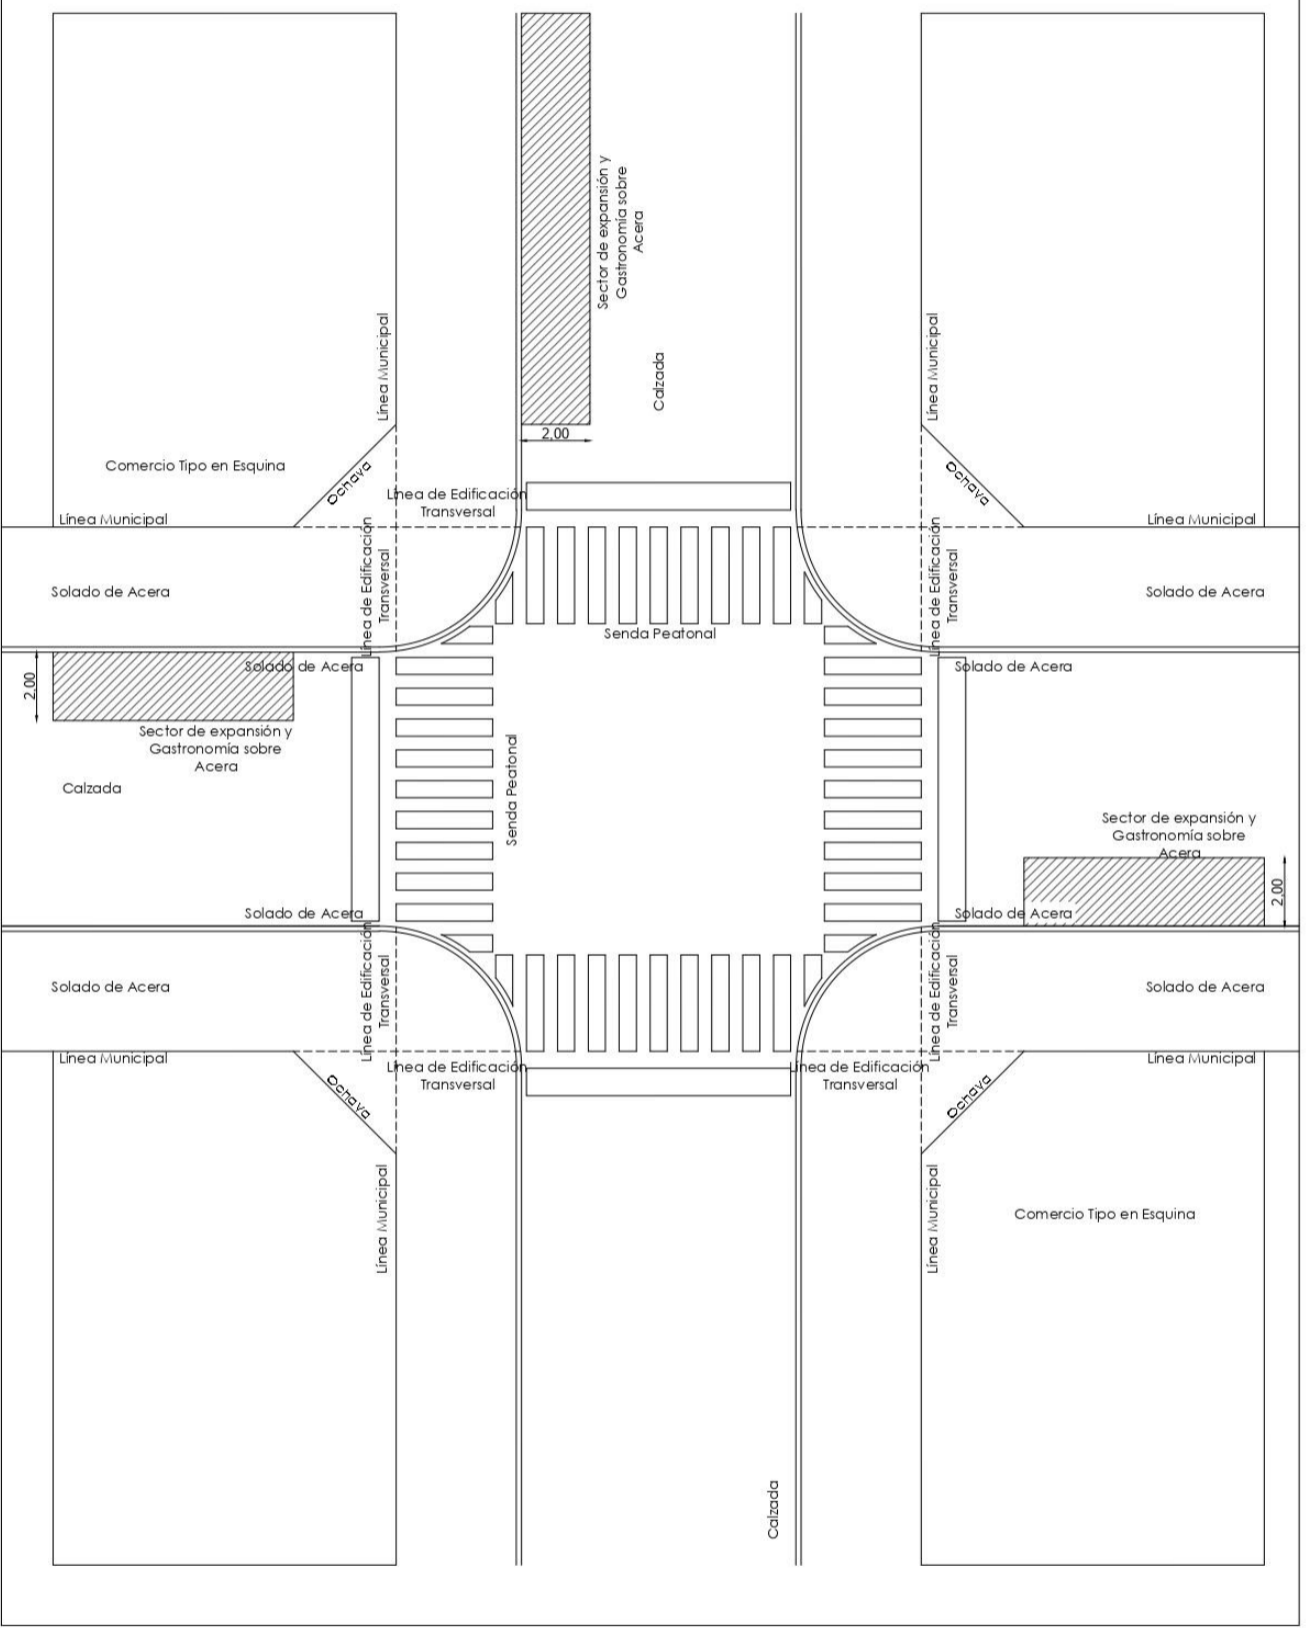 Sector de expansión y
Gastronomía sobre
Acera
Línea Municipal
Línea Municipal
Calzada
2,00
Comercio Tipo en Esquina
Ochava
Ochava
Línea de Edificación
Transversal
Línea Municipal
Línea Municipal
Línea de Edificación
Transversal
Línea de Edificación
Transversal
Solado de Acera
Solado de Acera
Senda Peatonal
Solado de Acera
Solado de Acera
2,00
Sector de expansión y
Gastronomía sobre
Acera
Calzada
Senda Peatonal
Sector de expansión y
Gastronomía sobre
Acera
2,00
Solado de Acera
Solado de Acera
Línea de Edificación
Transversal
Línea de Edificación
Transversal
Solado de Acera
Solado de Acera
Línea Municipal
Línea de Edificación
Transversal
Línea de Edificación
Transversal
Línea Municipal
Ochava
Ochava
Línea Municipal
Línea Municipal
Comercio Tipo en Esquina
Calzada